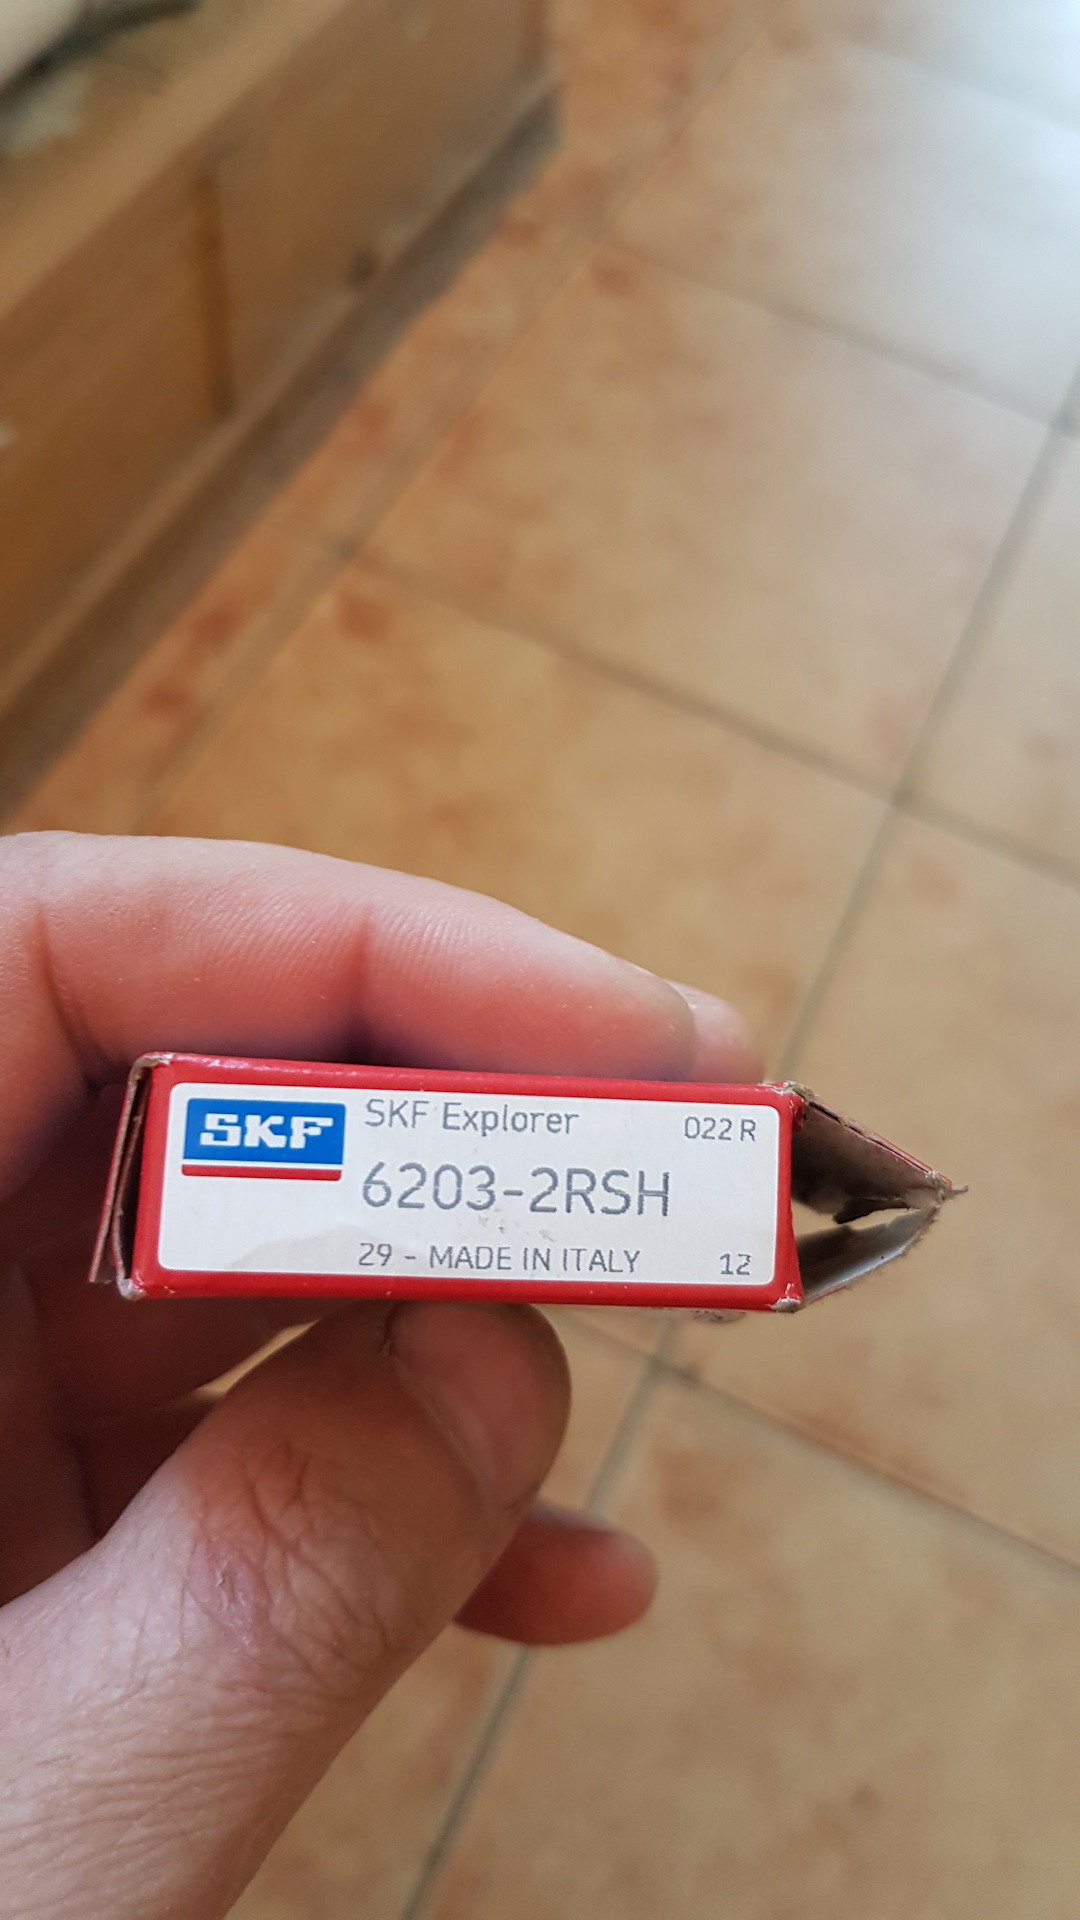 SKF
SKF Explorer 022 R
6203-2RSH
29 - MADE IN ITALY 12